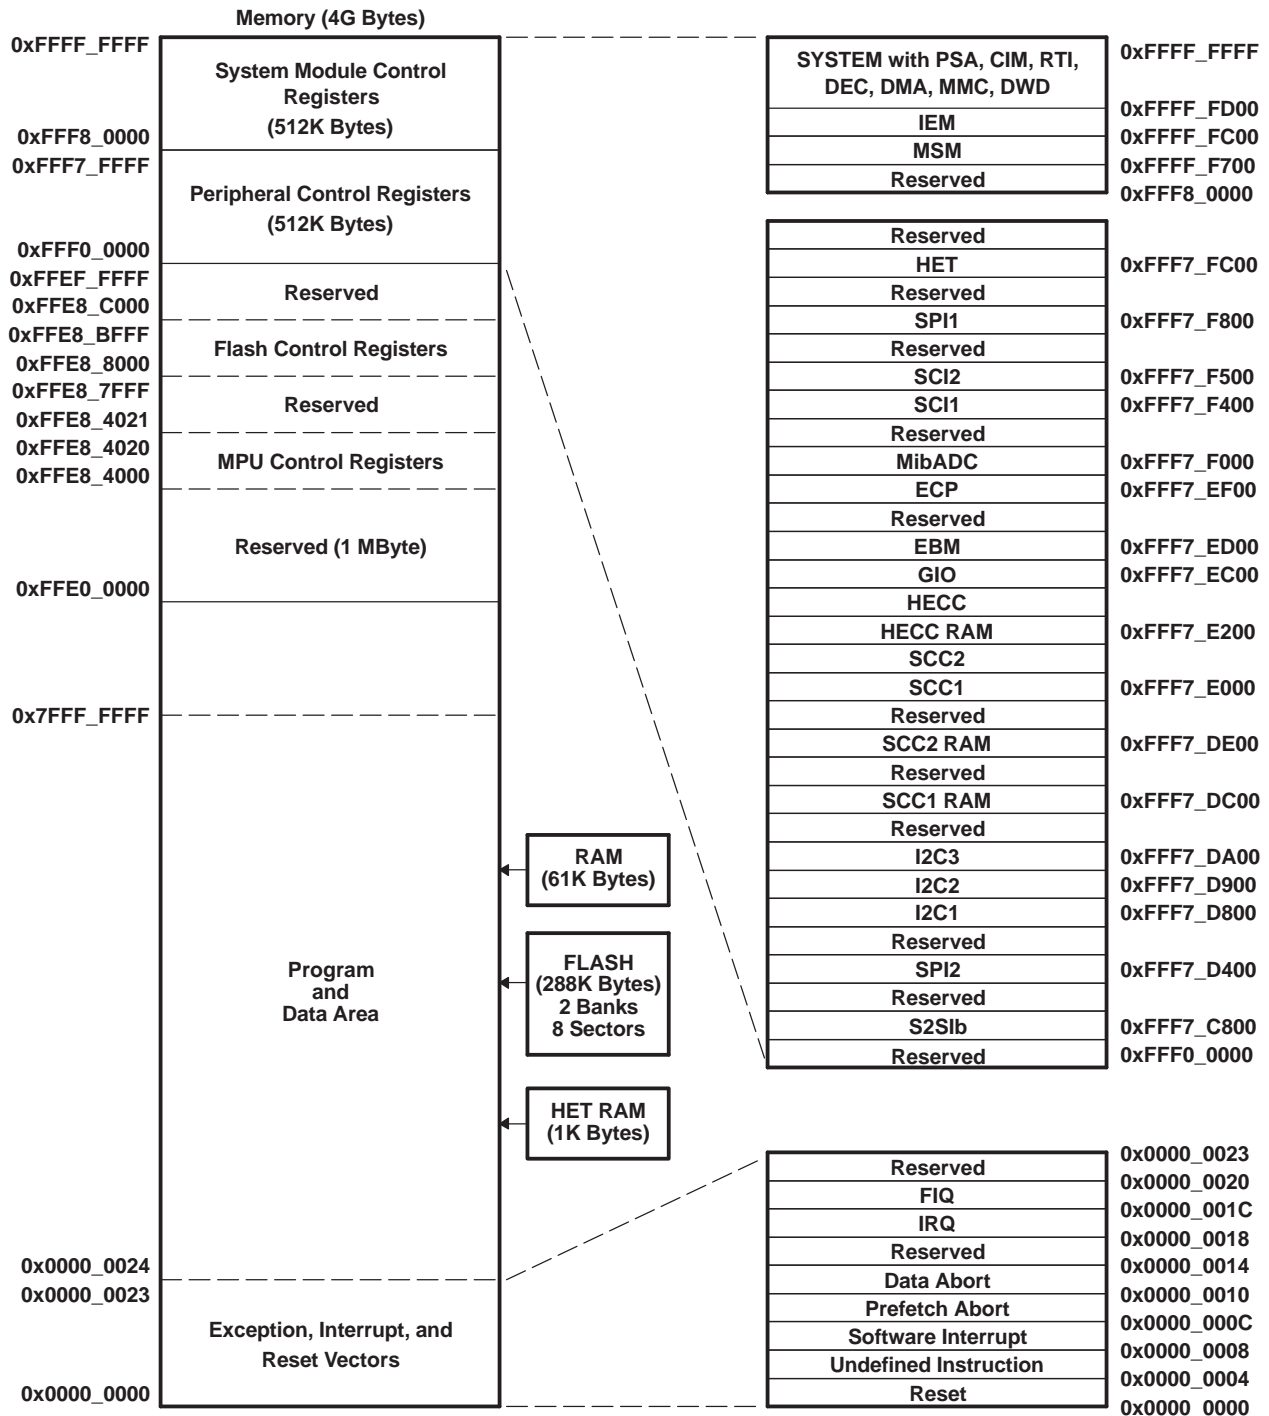 Memory (4G Bytes)
0xFFFF_FFFF
System Module Control
Registers
(512K Bytes)
0xFFF8_0000
0xFFF7_FFFF
Peripheral Control Registers
(512K Bytes)
0xFFF0_0000
0xFFEF_FFFF
Reserved
0xFFE8_C000
0xFFE8_BFFF
Flash Control Registers
0xFFE8_8000
0xFFE8_7FFF
Reserved
0xFFE8_4021
0xFFE8_4020
MPU Control Registers
0xFFE8_4000
Reserved (1 MByte)
0xFFE0_0000
0x7FFF_FFFF
RAM
(61K Bytes)
FLASH
(288K Bytes)
2 Banks
8 Sectors
Program
and
Data Area
HET RAM
(1K Bytes)
0x0000_0024
0x0000_0023
Exception, Interrupt, and
Reset Vectors
0x0000_0000
SYSTEM with PSA, CIM, RTI,
DEC, DMA, MMC, DWD
0xFFFF_FFFF
0xFFFF_FD00
IEM
0xFFFF_FC00
MSM
0xFFFF_F700
Reserved
0xFFF8_0000
Reserved
HET 0xFFF7_FC00
Reserved
SPI1 0xFFF7_F800
Reserved
SCI2 0xFFF7_F500
SCI1 0xFFF7_F400
Reserved
MibADC 0xFFF7_F000
ECP 0xFFF7_EF00
Reserved
EBM 0xFFF7_ED00
GIO 0xFFF7_EC00
HECC
HECC RAM 0xFFF7_E200
SCC2
SCC1 0xFFF7_E000
Reserved
SCC2 RAM 0xFFF7_DE00
Reserved
SCC1 RAM 0xFFF7_DC00
Reserved
I2C3 0xFFF7_DA00
I2C2 0xFFF7_D900
I2C1 0xFFF7_D800
Reserved
SPI2 0xFFF7_D400
Reserved
S2SIb 0xFFF7_C800
Reserved 0xFFF0_0000
0x0000_0023
Reserved
0x0000_0020
FIQ
0x0000_001C
IRQ
0x0000_0018
Reserved
0x0000_0014
Data Abort
0x0000_0010
Prefetch Abort
0x0000_000C
Software Interrupt
0x0000_0008
Undefined Instruction
0x0000_0004
Reset
0x0000_0000